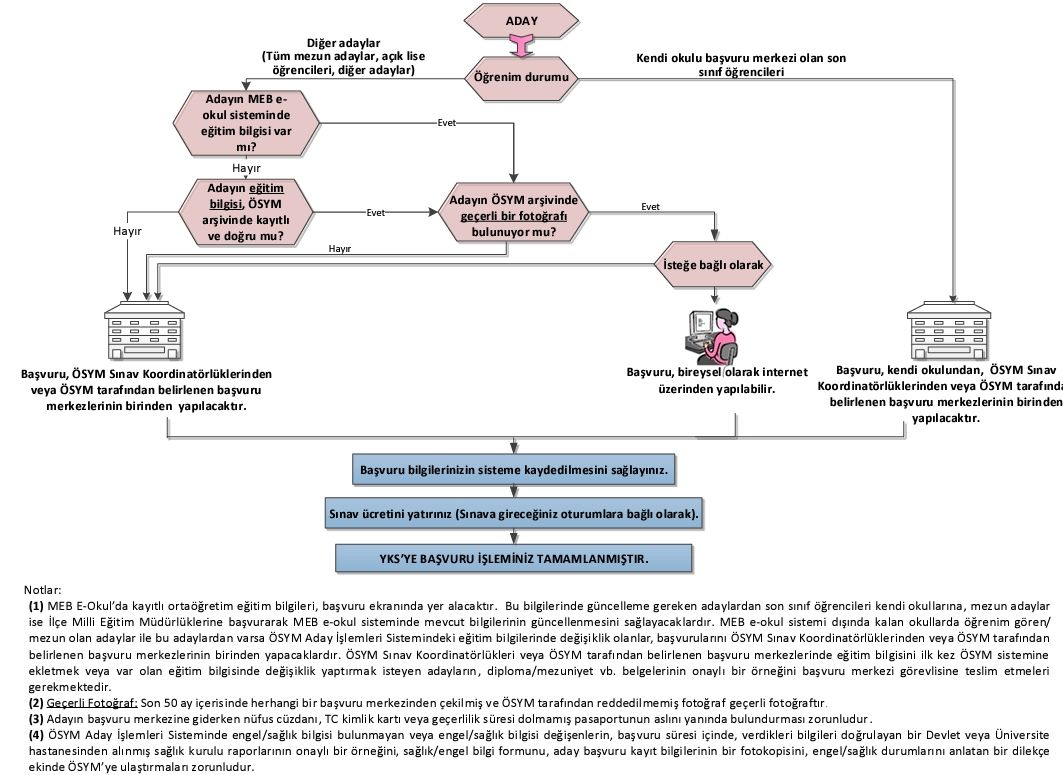 ADAY
Diğer adaylar
(Tüm mezun adaylar, açık lise
öğrencileri, diğer adaylar)
Öğrenim durumu
Kendi okulu başvuru merkezi olan son
sınıf öğrencileri
Adayın MEB e-
okul sisteminde
eğitim bilgisi var
mı?
Evet
Hayır
Adayın eğitim
bilgisi, ÖSYM
arşivinde kayıtlı
ve doğru mu?
Evet
Adayın ÖSYM arşivinde
geçerli bir fotoğrafı
bulunuyor mu?
Evet
Hayır
Hayır
İsteğe bağlı olarak
Başvuru, ÖSYM Sınav Koordinatörlüklerinden
veya ÖSYM tarafından belirlenen başvuru
merkezlerinin birinden yapılacaktır.
Başvuru, bireysel olarak internet
üzerinden yapılabilir.
Başvuru, kendi okulundan, ÖSYM Sınav
Koordinatörlüklerinden veya ÖSYM tarafında
belirlenen başvuru merkezlerinin birinden
yapılacaktır.
Başvuru bilgilerinizin sisteme kaydedilmesini sağlayınız.
Sınav ücretini yatırınız (Sınava gireceğiniz oturumlara bağlı olarak).
YKS'YE BAŞVURU İŞLEMİNİZ TAMAMLANMIŞTIR.
Notlar:
(1) MEB E-Okul'da kayıtlı ortaöğretim eğitim bilgileri, başvuru ekranında yer alacaktır. Bu bilgilerinde güncelleme gereken adaylardan son sınıf öğrencileri kendi okullarına, mezun adaylar
ise İlçe Milli Eğitim Müdürlüklerine başvurarak MEB e-okul sisteminde mevcut bilgilerinin güncellenmesini sağlayacaklardır. MEB e-okul sistemi dışında kalan okullarda öğrenim gören/
mezun olan adaylar ile bu adaylardan varsa ÖSYM Aday İşlemleri Sistemindeki eğitim bilgilerinde değişiklik olanlar, başvurularını ÖSYM Sınav Koordinatörlüklerinden veya ÖSYM tarafından
belirlenen başvuru merkezlerinin birinden yapacaklardır. ÖSYM Sınav Koordinatörlükleri veya ÖSYM tarafından belirlenen başvuru merkezlerinde eğitim bilgisini ilk kez ÖSYM sistemine
ekletmek veya var olan eğitim bilgisinde değişiklik yaptırmak isteyen adayların, diploma/mezuniyet vb. belgelerinin onaylı bir örneğini başvuru merkezi görevlisine teslim etmeleri
gerekmektedir.
(2) Geçerli Fotoğraf: Son 50 ay içerisinde herhangi bir başvuru merkezinden çekilmiş ve ÖSYM tarafından reddedilmemiş fotoğraf geçerli fotoğraftır.
(3) Adayın başvuru merkezine giderken nüfus cüzdanı, TC kimlik kartı veya geçerlilik süresi dolmamış pasaportunun aslını yanında bulundurması zorunludur.
(4) ÖSYM Aday İşlemleri Sisteminde engel/sağlık bilgisi bulunmayan veya engel/sağlık bilgisi değişenlerin, başvuru süresi içinde, verdikleri bilgileri doğrulayan bir Devlet veya Üniversite
hastanesinden alınmış sağlık kurulu raporlarının onaylı bir örneğini, sağlık/engel bilgi formunu, aday başvuru kayıt bilgilerinin bir fotokopisini, engel/sağlık durumlarını anlatan bir dilekçe
ekinde ÖSYM'ye ulaştırmaları zorunludur.